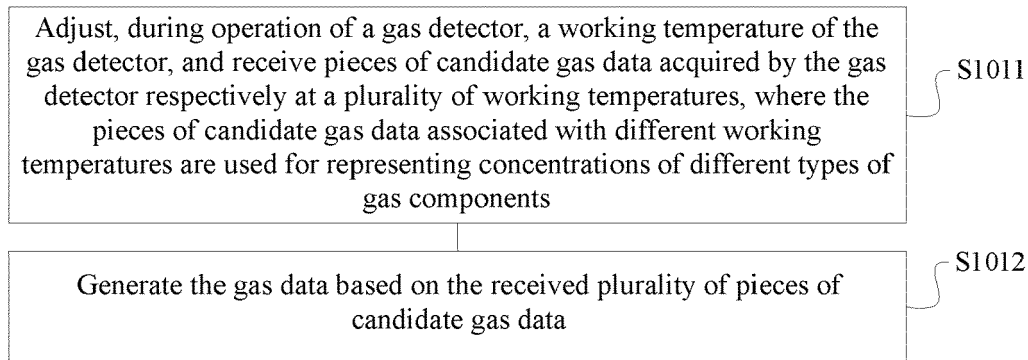 Adjust, during operation of a gas detector, a working temperature of the
gas detector, and receive pieces of candidate gas data acquired by the gas
detector respectively at a plurality of working temperatures, where the
pieces of candidate gas data associated with different working
temperatures are used for representing concentrations of different types of
gas components
S1011
Generate the gas data based on the received plurality of pieces of
candidate gas data
S1012